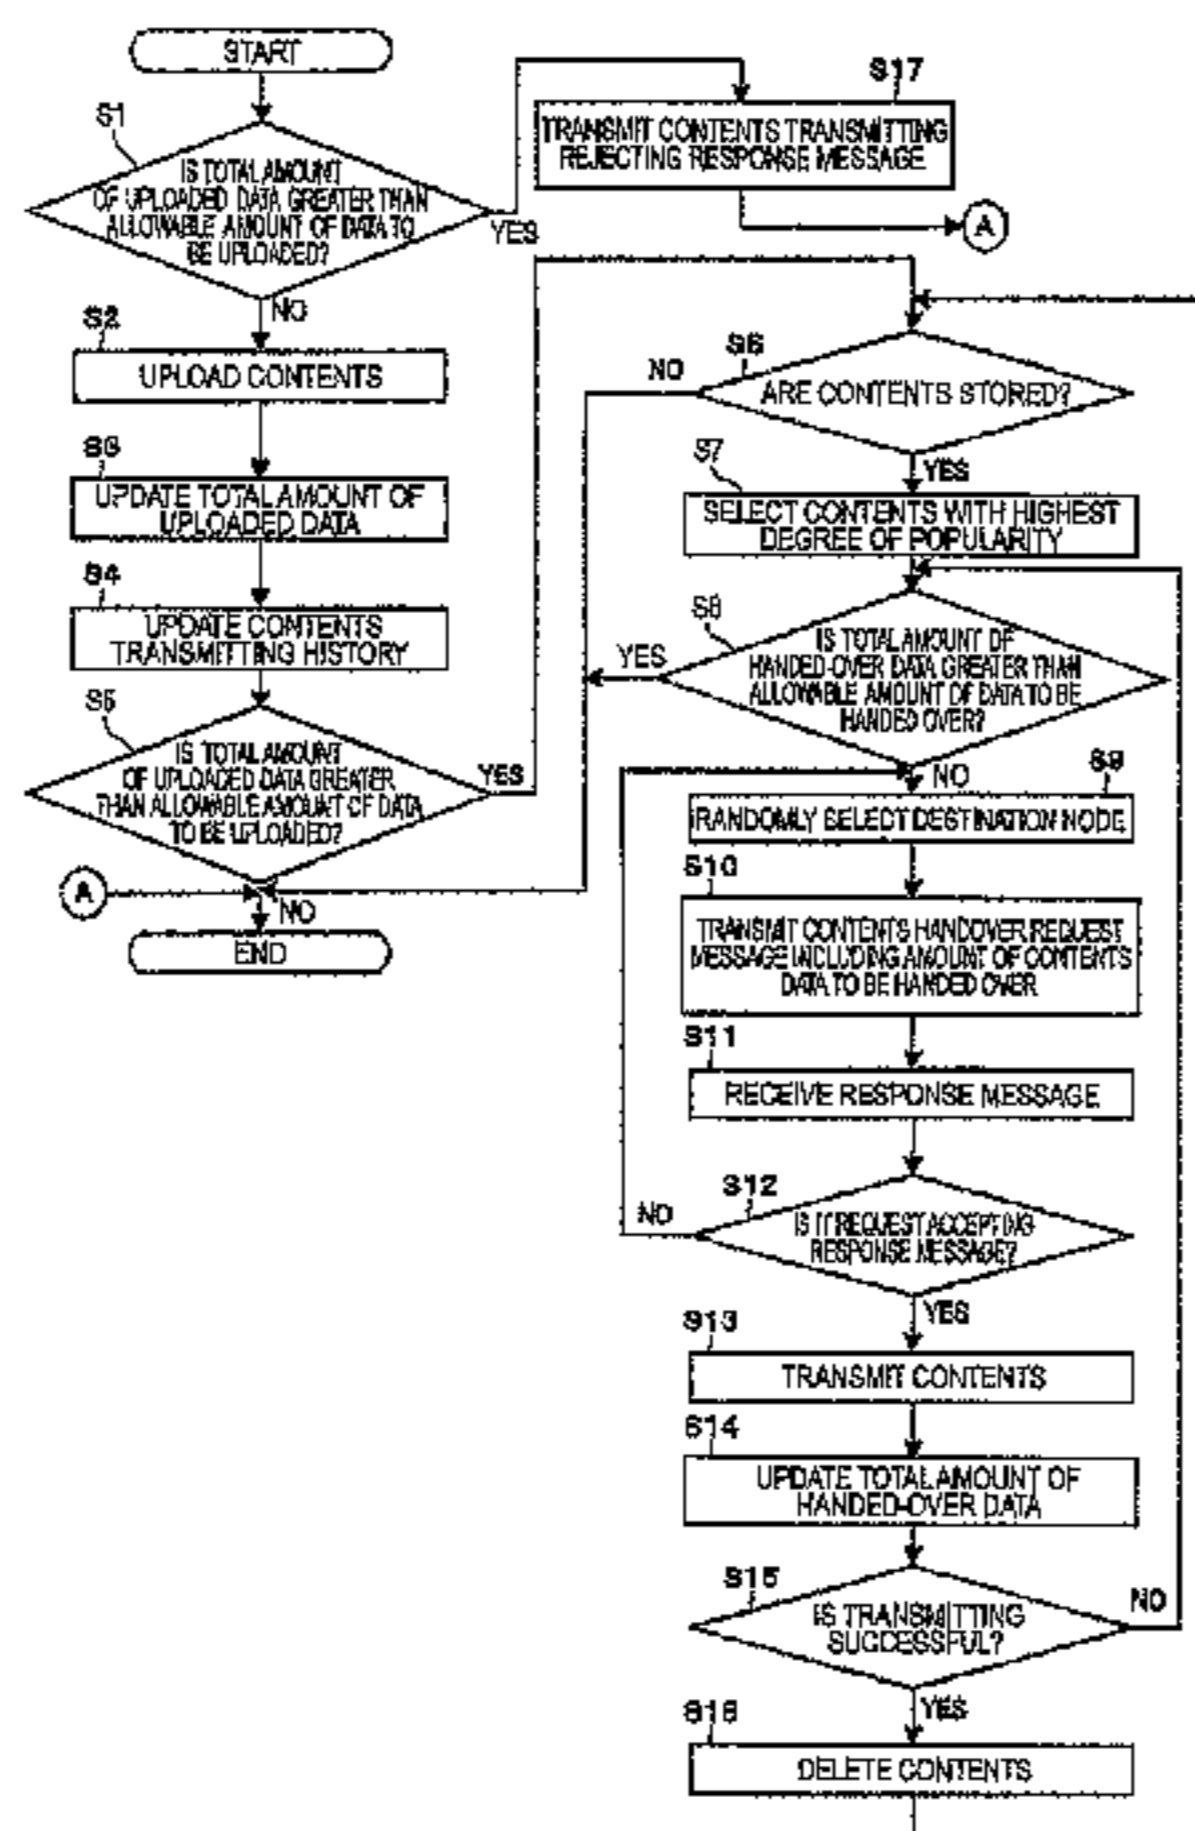 START
S1
IS TOTAL AMOUNT
OF UPLOADED DATA GREATER THAN
ALLOWABLE AMOUNT OF DATA TO
BE UPLOADED?
YES
NO
S17
TRANSMIT CONTENTS TRANSMITTING
REJECTING RESPONSE MESSAGE
A
S2
UPLOAD CONTENTS
S3
UPDATE TOTAL AMOUNT OF
UPLOADED DATA
S4
UPDATE CONTENTS
TRANSMITTING HISTORY
S5
IS TOTAL AMOUNT
OF UPLOADED DATA GREATER
THAN ALLOWABLE AMOUNT OF DATA
TO BE UPLOADED?
YES
A
NO
END
S6
NO
ARE CONTENTS STORED?
YES
S7
SELECT CONTENTS WITH HIGHEST
DEGREE OF POPULARITY
S8
YES
IS TOTAL AMOUNT OF
HANDED-OVER DATA GREATER THAN
ALLOWABLE AMOUNT OF DATA TO BE
HANDED OVER?
NO
S9
RANDOMLY SELECT DESTINATION NODE
S10
TRANSMIT CONTENTS HANDOVER REQUEST
MESSAGE INCLUDING AMOUNT OF CONTENTS
DATA TO BE HANDED OVER
S11
RECEIVE RESPONSE MESSAGE
S12
NO
IS IT REQUEST ACCEPTING
RESPONSE MESSAGE?
YES
S13
TRANSMIT CONTENTS
S14
UPDATE TOTAL AMOUNT OF
HANDED-OVER DATA
S15
NO
IS TRANSMITTING
SUCCESSFUL?
YES
S16
DELETE CONTENTS